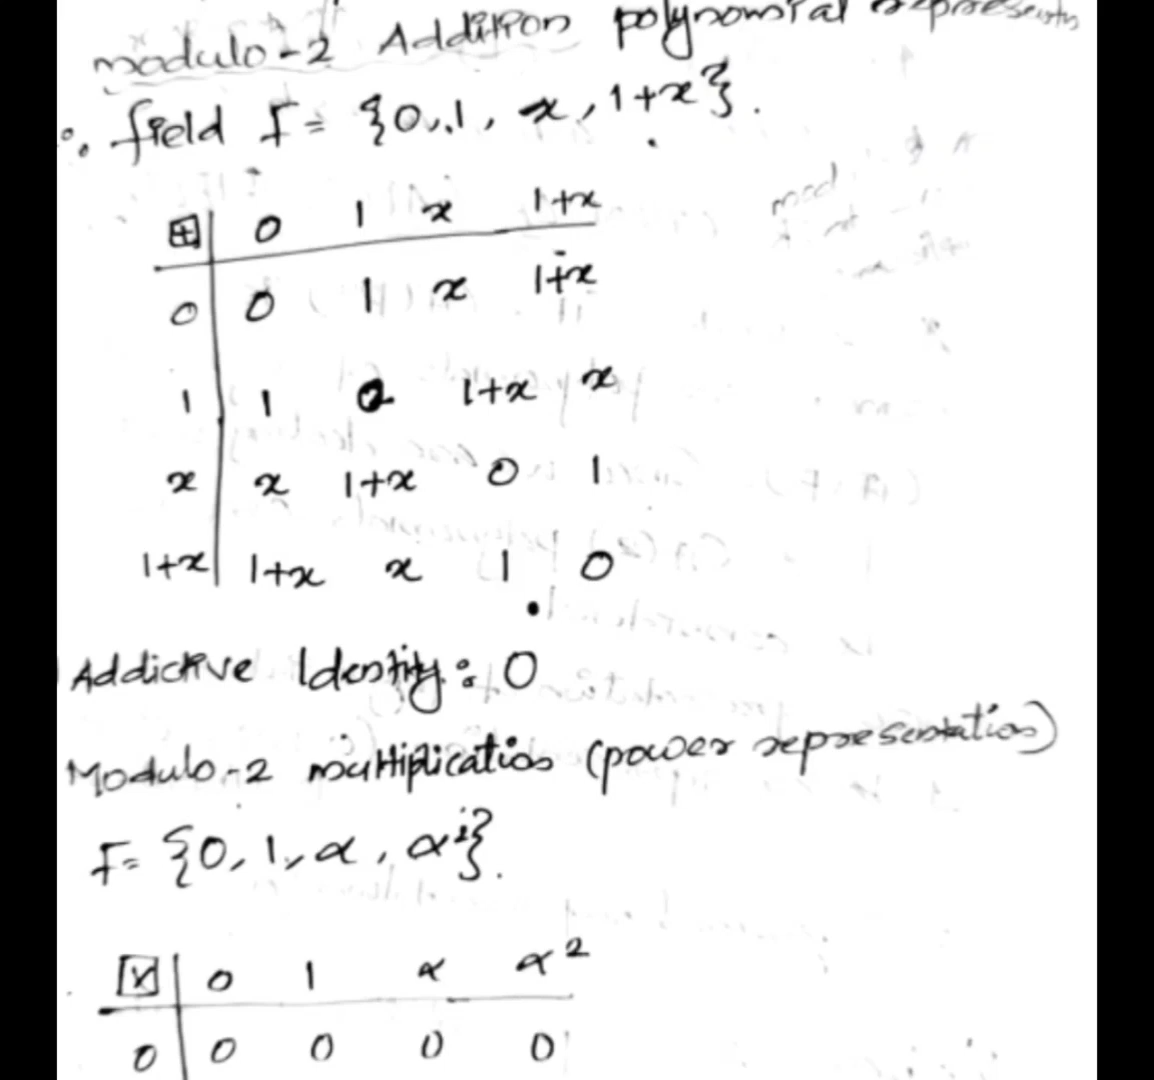 modulo-2 Addition polynomial
∴ field F = {0, 1, x, 1+x}.
⊞ 0 1 x 1+x
0 0 1 x 1+x
1 1 0 1+x x
x x 1+x 0 1
1+x 1+x x 1 0
Addictive Identity : 0
Modulo-2 multiplication (power representation)
F = {0, 1, α, α²}.
⊠ 0 1 α α²
0 0 0 0 0